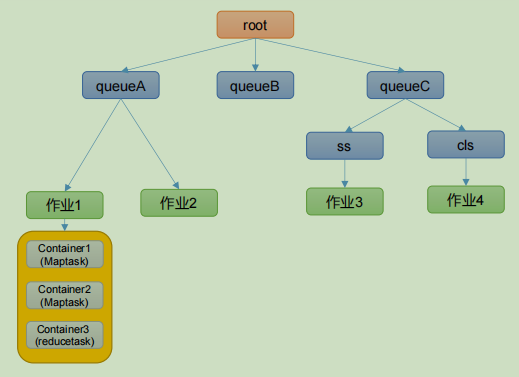 root
queueA
queueB
queueC
ss
cls
作业1
作业2
作业3
作业4
Container1
(Maptask)
Container2
(Maptask)
Container3
(reducetask)